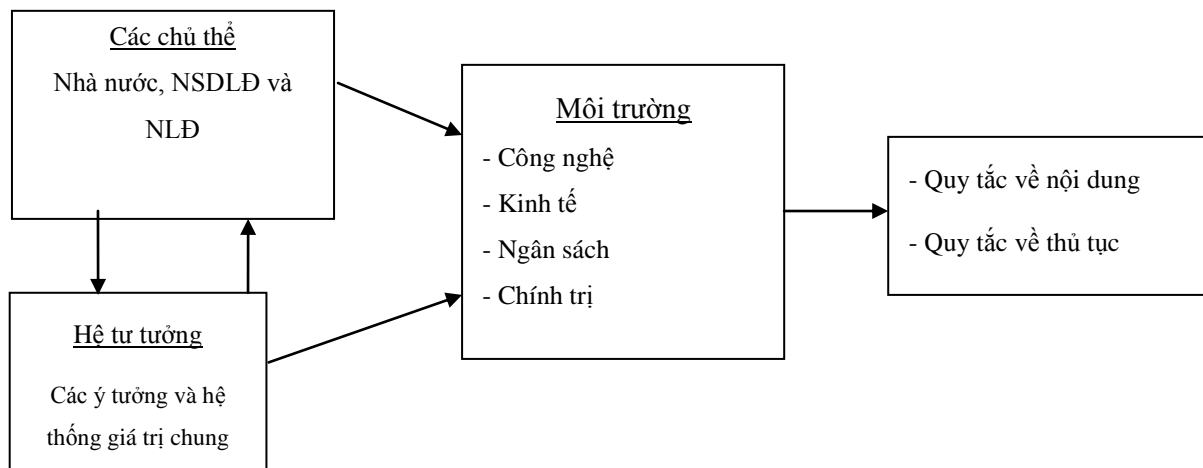 Các chủ thể
Nhà nước, NSDLĐ và
NLĐ
Hệ tư tưởng
Các ý tưởng và hệ
thống giá trị chung
Môi trường
- Công nghệ
- Kinh tế
- Ngân sách
- Chính trị
- Quy tắc về nội dung
- Quy tắc về thủ tục